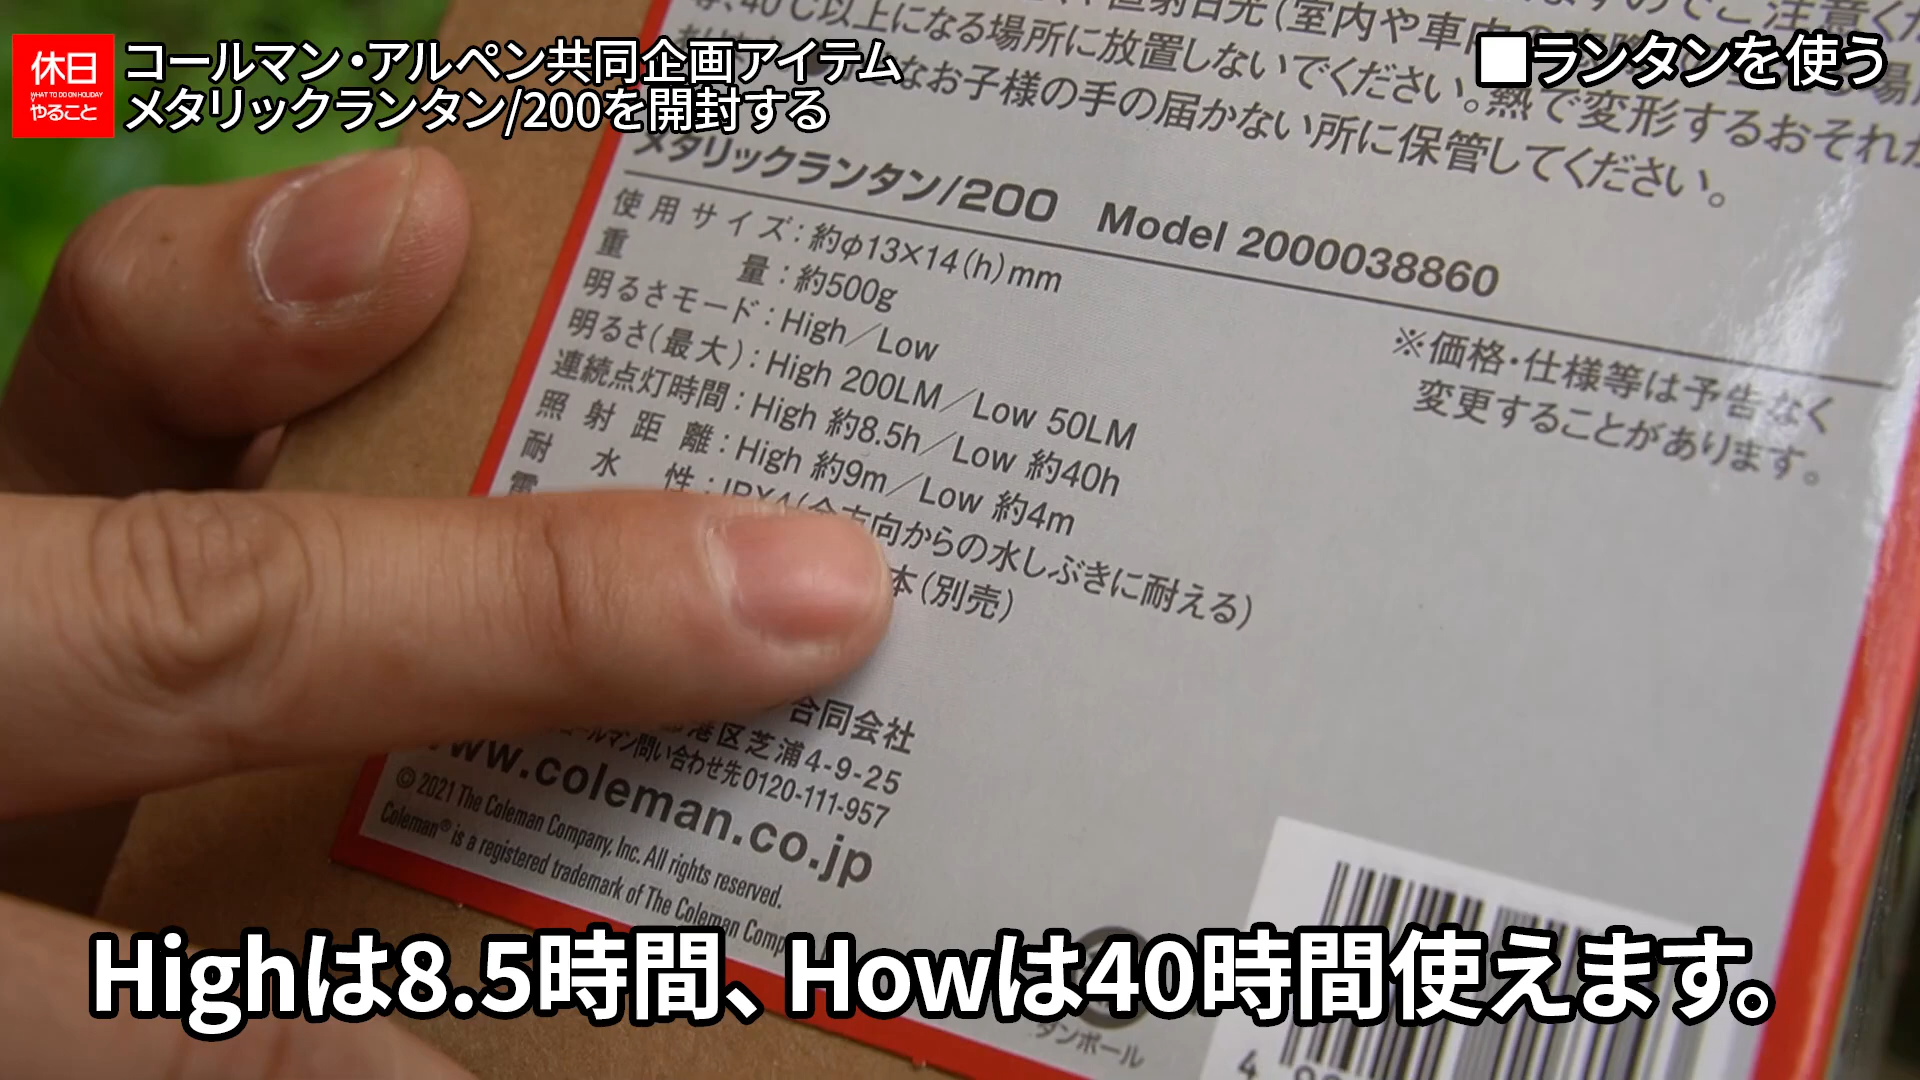 休日
WHAT TO DO ON HOLIDAY
やること
コールマン・アルペン共同企画アイテム
メタリックランタン/200を開封する
■ランタンを使う
直射日光(室内や車内
40℃以上になる場所に放置しないでください。熱で変形するおそれが
なお子様の手の届かない所に保管してください。
メタリックランタン/200 Model 2000038860
使用サイズ:約φ13×14(h)mm
重量:約500g
明るさモード:High/Low
明るさ(最大):High 200LM/Low 50LM
連続点灯時間:High 約8.5h/Low 約40h
照射距離:High 約9m/Low 約4m
耐水性:IPX4(全方向からの水しぶきに耐える)
本(別売)
※価格・仕様等は予告なく
変更することがあります。
合同会社
港区芝浦4-9-25
コールマン問い合わせ先0120-111-957
www.coleman.co.jp
© 2021 The Coleman Company, Inc. All rights reserved.
Coleman® is a registered trademark of The Coleman
ダンボール
4
Highは8.5時間、Howは40時間使えます。